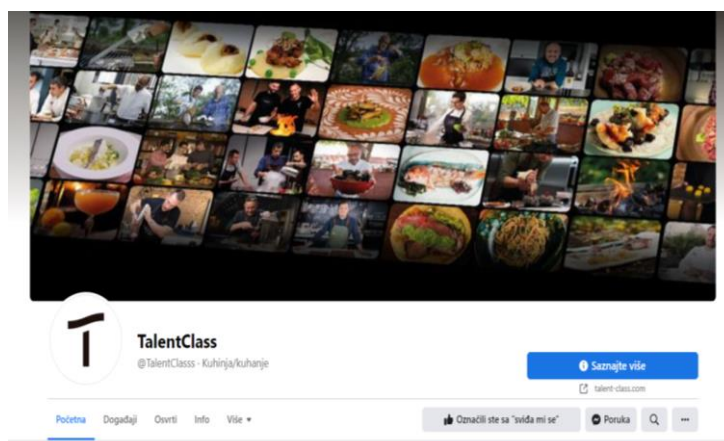 TalentClass
@TalentClasss · Kuhinja/kuhanje
Saznajte više
talent-class.com
Početna Događaji Osvrti Info Više
Označili ste sa "sviđa mi se" Poruka